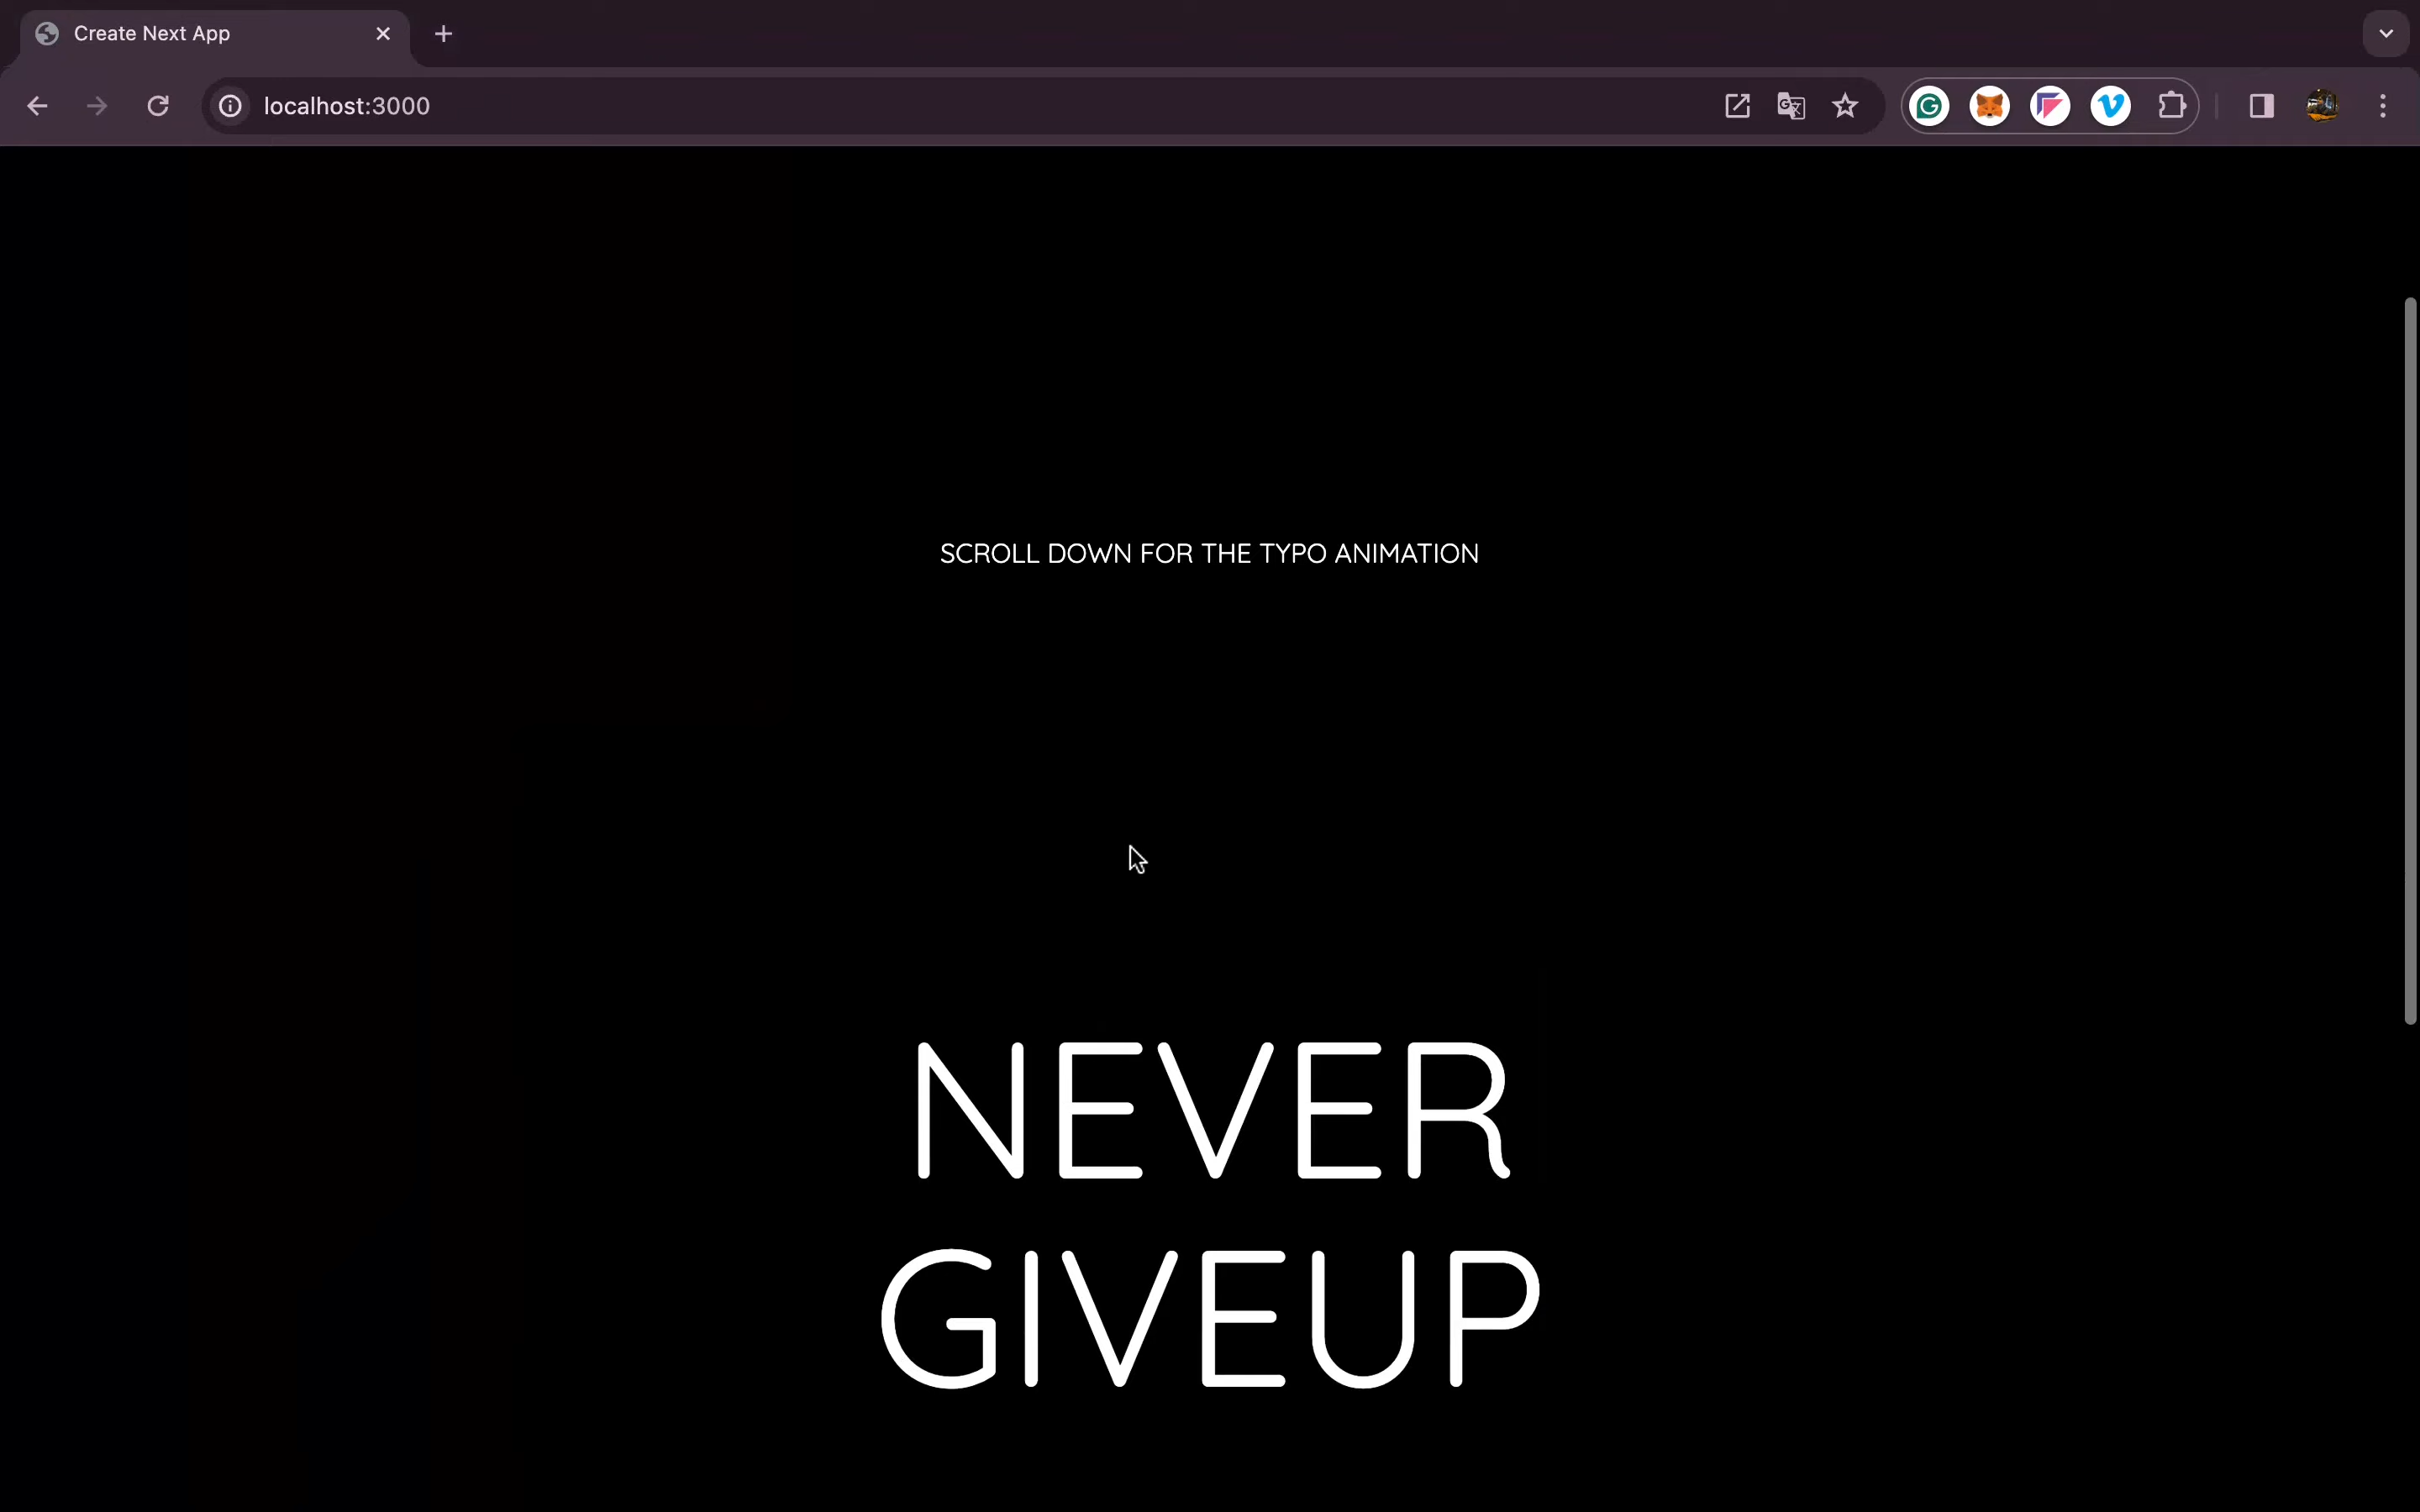 Create Next App
localhost:3000
SCROLL DOWN FOR THE TYPO ANIMATION
NEVER
GIVEUP